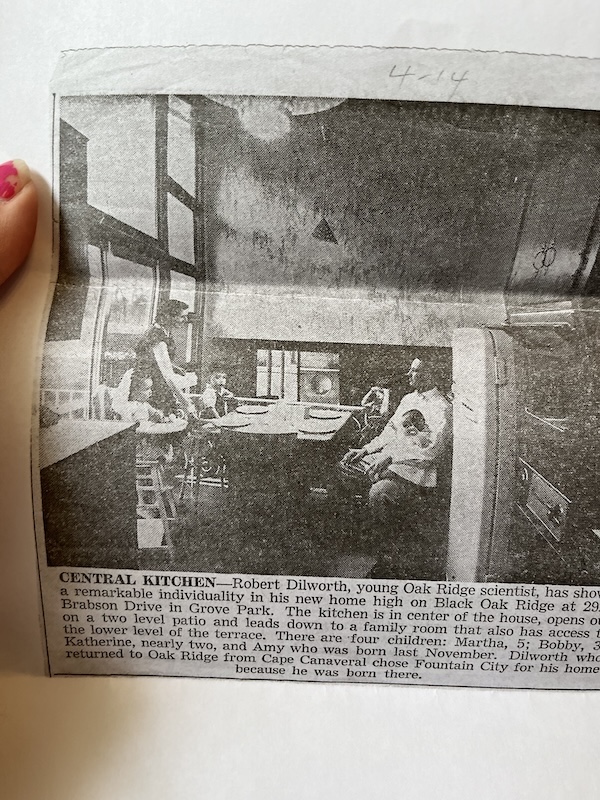 4-14
CENTRAL KITCHEN—Robert Dilworth, young Oak Ridge scientist, has
a remarkable individuality in his new home high on Black Oak Ridge at
Brabson Drive in Grove Park. The kitchen is in center of the house, opens
on a two level patio and leads down to a family room that also has access
the lower level of the terrace. There are four children: Martha, 5; Bobby, 3
Katherine, nearly two, and Amy who was born last November. Dilworth who
returned to Oak Ridge from Cape Canaveral chose Fountain City for his home
because he was born there.